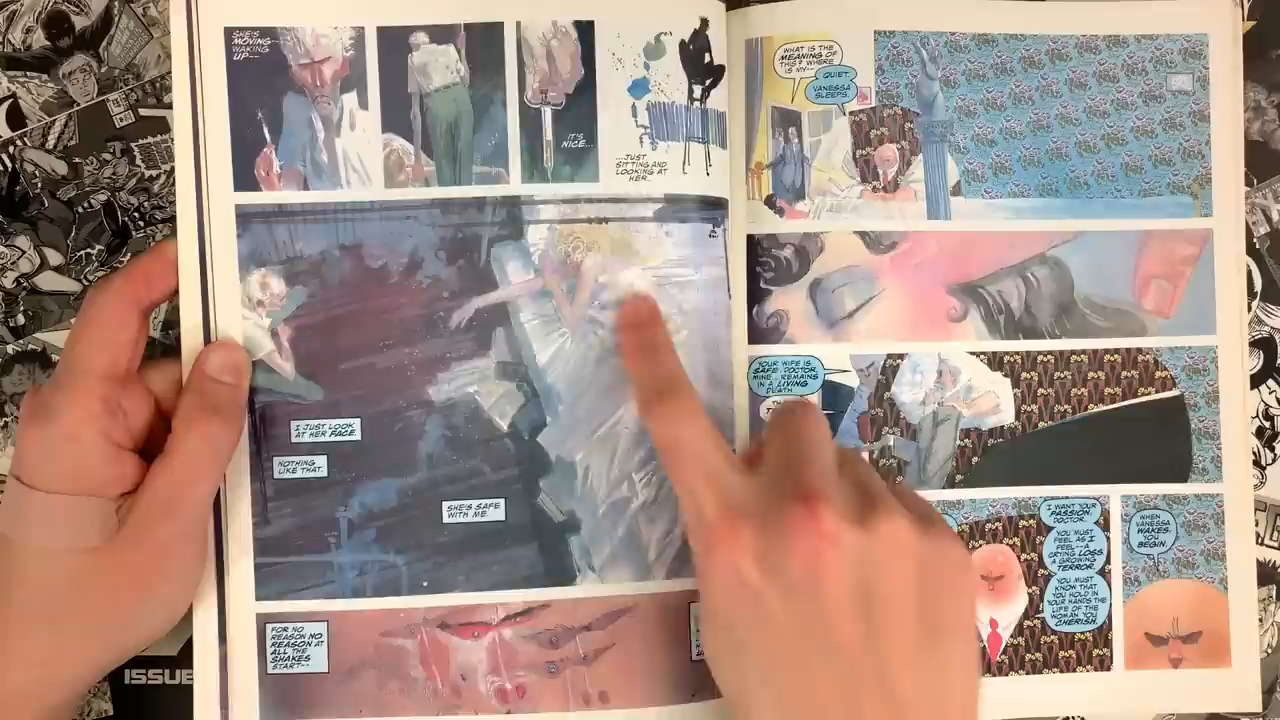 SHE'S
MOVING--
WAKING
UP--
IT'S
NICE...
...JUST
SITTING AND
LOOKING AT
HER...
I JUST LOOK
AT HER FACE.
NOTHING
LIKE THAT.
SHE'S SAFE
WITH ME
FOR NO
REASON NO
REASON AT
ALL THE
SHAKES
START--
WHAT IS THE
MEANING OF
THIS? WHERE
IS MY--
QUIET.
VANESSA
SLEEPS.
YOUR WIFE IS
SAFE, DOCTOR.
MINE... REMAINS
IN A LIVING
DEATH.
I WANT YOUR
PASSION,
DOCTOR.
YOU MUST
FEEL AS I
FEEL--A
CRYING LOSS.
A GROWING
TERROR.
YOU MUST
KNOW THAT
YOU HOLD IN
YOUR HANDS THE
LIFE OF THE
WOMAN YOU
CHERISH.
WHEN
VANESSA
WAKES,
YOU
BEGIN.
ISSUE